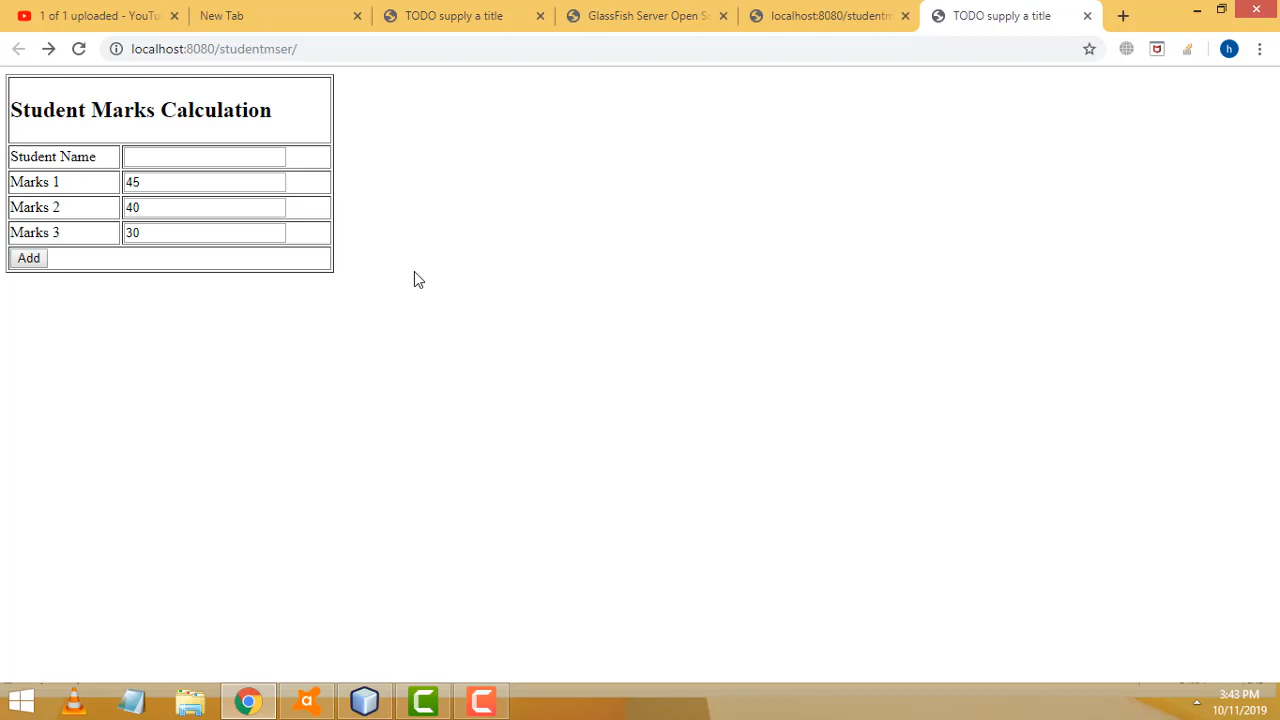 1 of 1 uploaded - YouTu
New Tab
TODO supply a title
GlassFish Server Open So
localhost:8080/studentm
TODO supply a title
localhost:8080/studentmser/
h
Student Marks Calculation
Student Name
Marks 1 45
Marks 2 40
Marks 3 30
Add
3:43 PM
10/11/2019